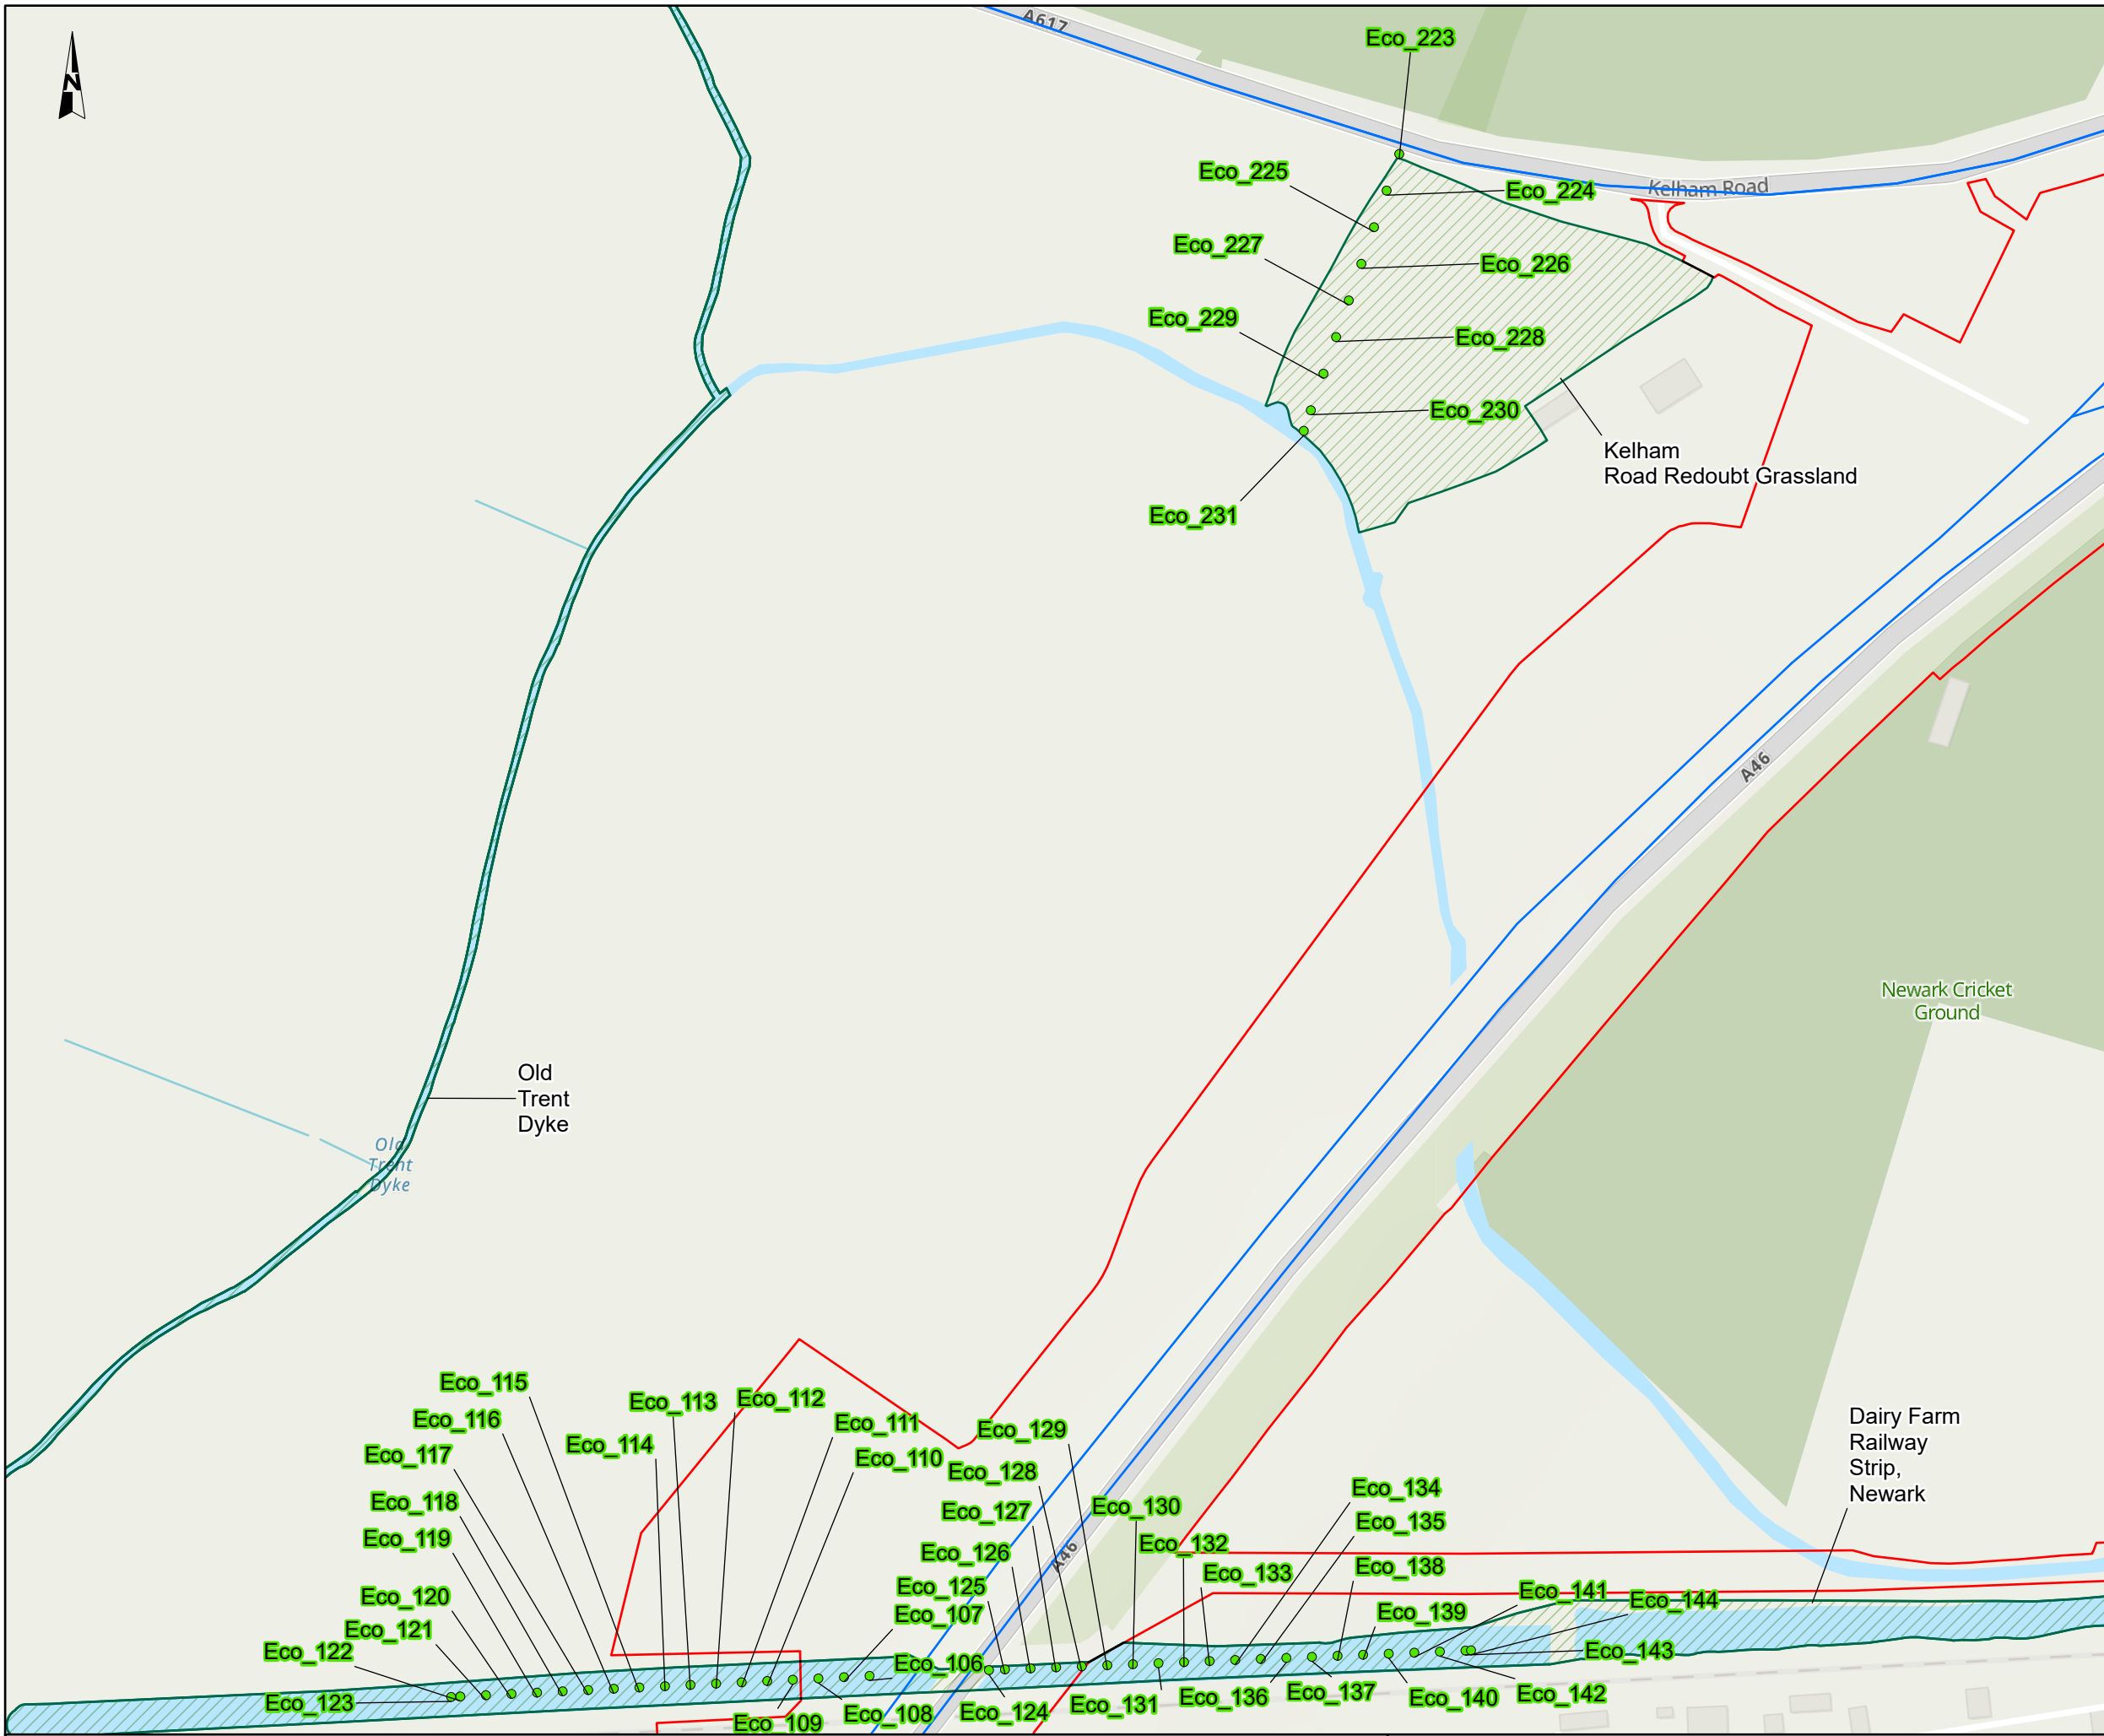 A617
N
Eco_223
Eco_225
Eco_224
Kelham Road
Eco_227
Eco_226
Eco_229
Eco_228
Eco_230
Kelham
Road Redoubt Grassland
Eco_231
A46
Newark Cricket
Ground
Old
Trent
Dyke
Old
Trent
Dyke
Eco_115
Eco_113
Eco_112
Eco_116
Eco_111
Eco_129
Dairy Farm
Railway
Strip,
Newark
Eco_114
Eco_117
Eco_110
Eco_128
Eco_134
Eco_118
Eco_127
Eco_130
Eco_135
Eco_119
Eco_132
A46
Eco_126
Eco_133
Eco_138
Eco_120
Eco_125
Eco_141
Eco_144
Eco_121
Eco_107
Eco_139
Eco_122
Eco_106
Eco_143
Eco_123
Eco_109
Eco_108
Eco_124
Eco_131
Eco_136
Eco_137
Eco_140
Eco_142